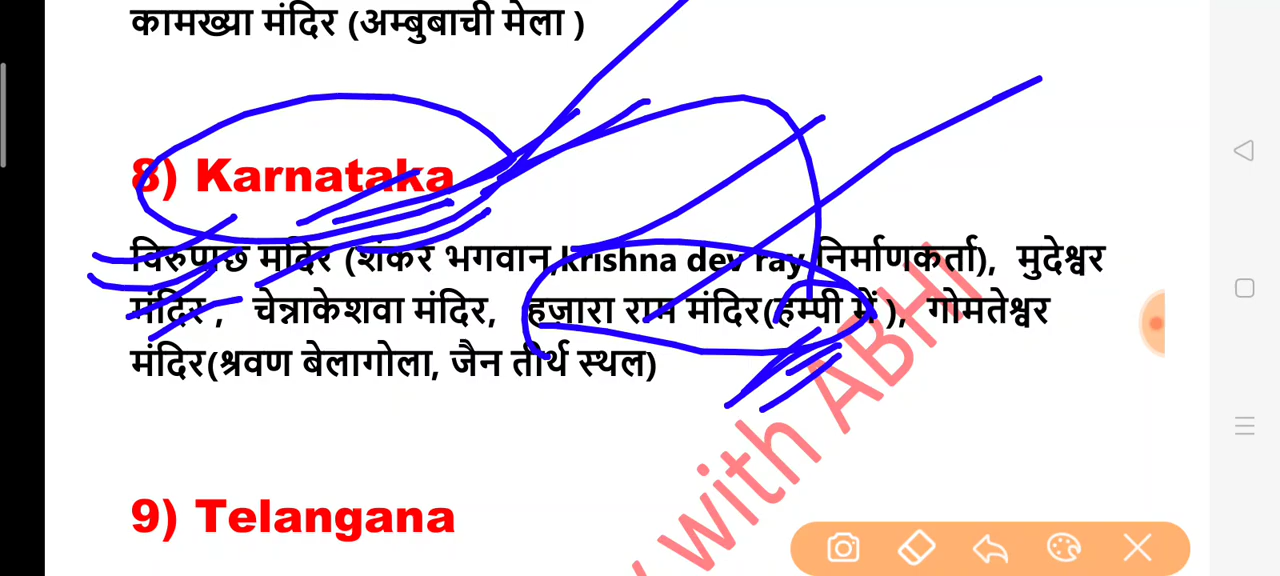 कामख्या मंदिर (अम्बुबाची मेला )
8) Karnataka
विरुपाछ मंदिर (शंकर भगवान,krishna dev ray निर्माणकर्ता), मुदेश्वर
मंदिर , चेन्नाकेशवा मंदिर, हजारा राम मंदिर(हम्पी में ), गोमतेश्वर
मंदिर(श्रवण बेलागोला, जैन तीर्थ स्थल)
with ABHI
9) Telangana